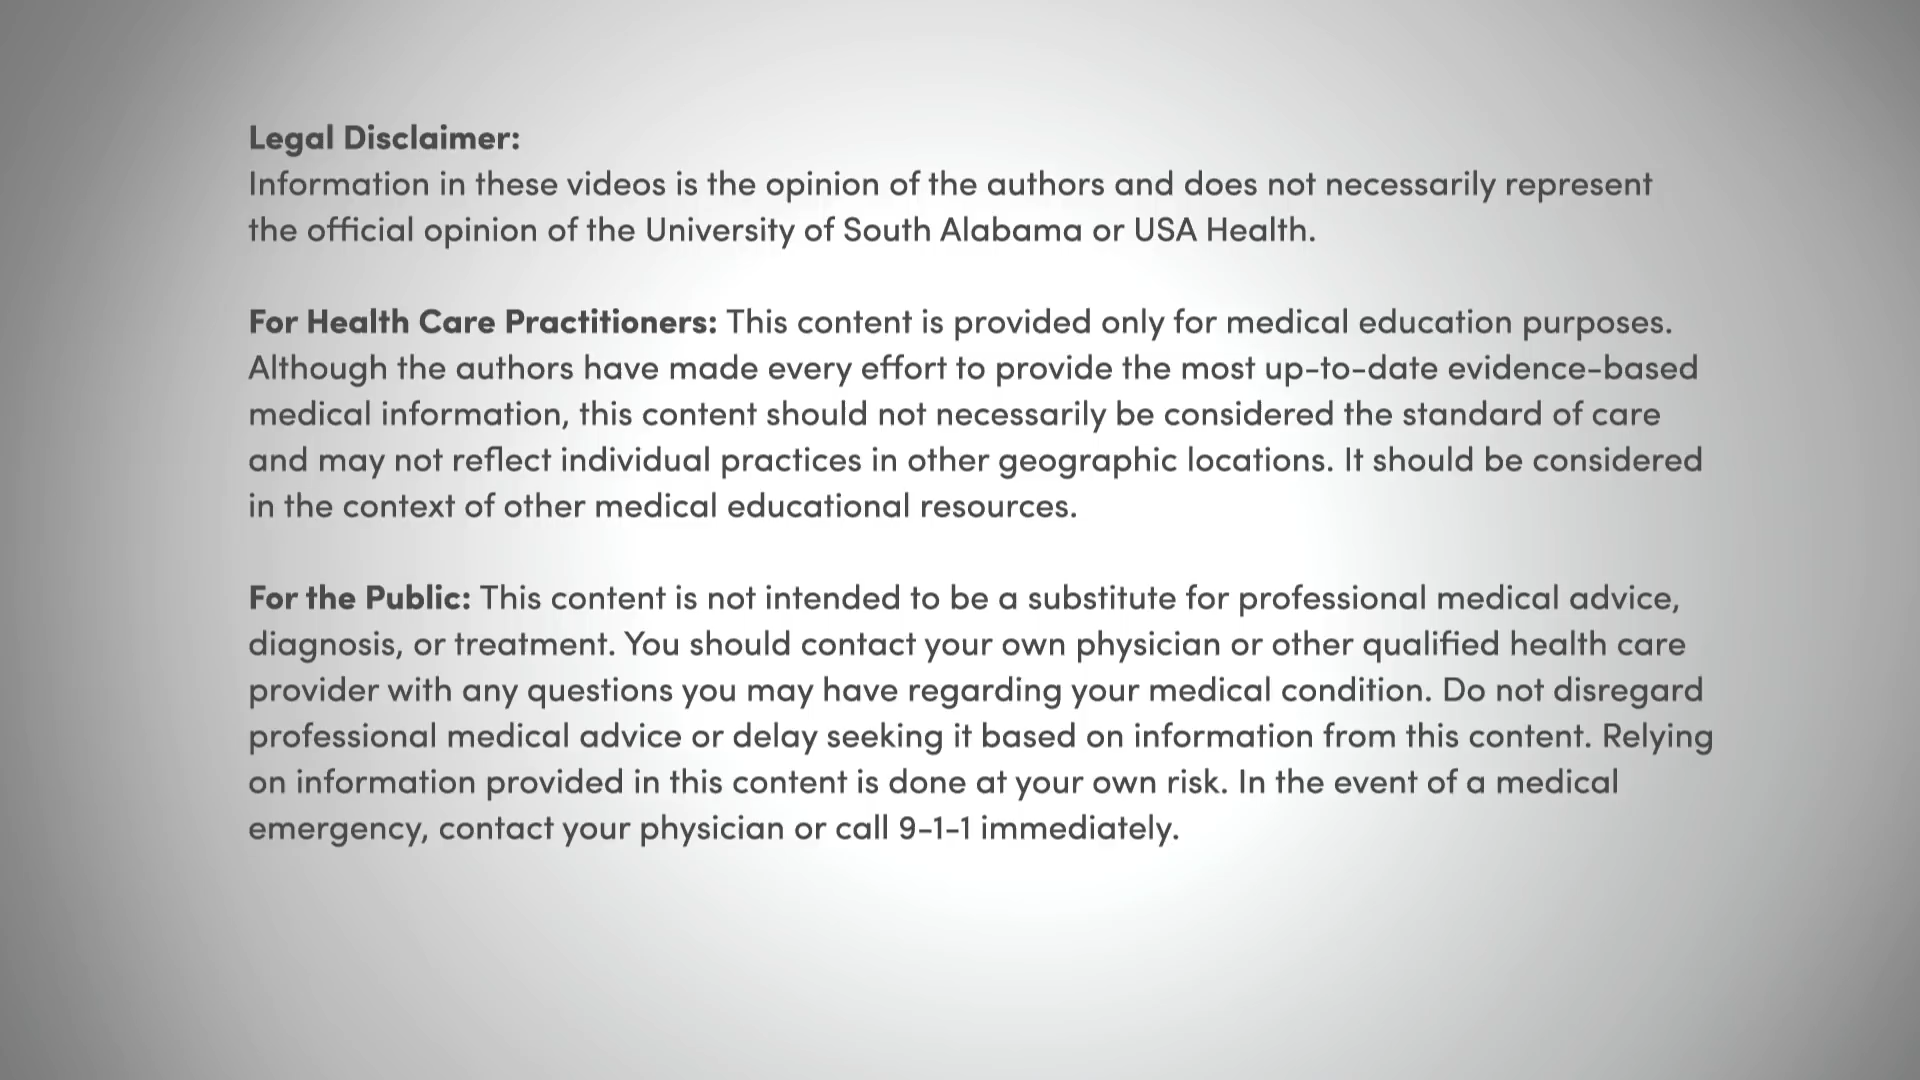 Legal Disclaimer:
Information in these videos is the opinion of the authors and does not necessarily represent
the official opinion of the University of South Alabama or USA Health.
For Health Care Practitioners: This content is provided only for medical education purposes.
Although the authors have made every effort to provide the most up-to-date evidence-based
medical information, this content should not necessarily be considered the standard of care
and may not reflect individual practices in other geographic locations. It should be considered
in the context of other medical educational resources.
For the Public: This content is not intended to be a substitute for professional medical advice,
diagnosis, or treatment. You should contact your own physician or other qualified health care
provider with any questions you may have regarding your medical condition. Do not disregard
professional medical advice or delay seeking it based on information from this content. Relying
on information provided in this content is done at your own risk. In the event of a medical
emergency, contact your physician or call 9-1-1 immediately.